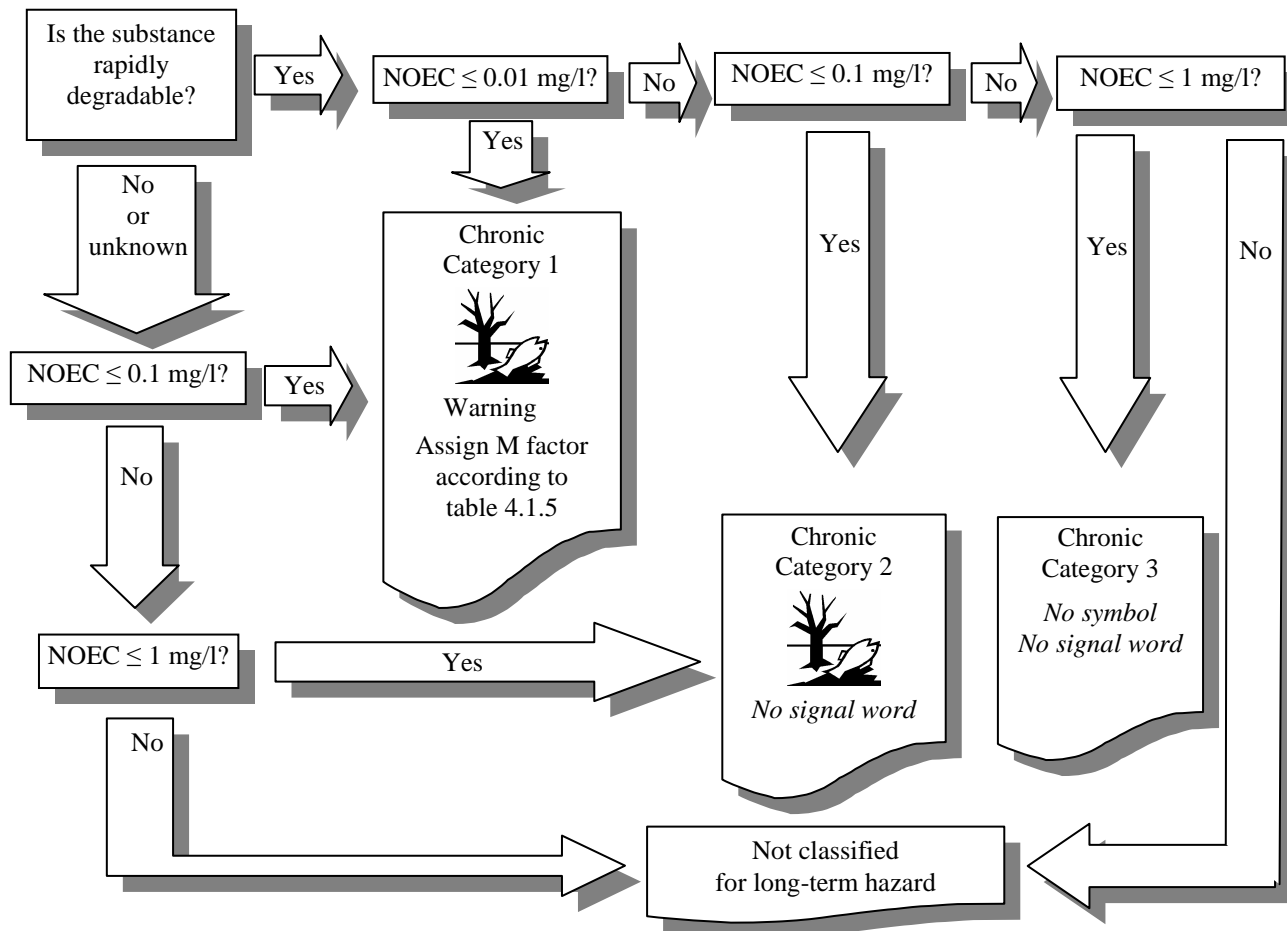 Is the substance
rapidly
degradable?
Yes
NOEC ≤ 0.01 mg/l?
No
NOEC ≤ 0.1 mg/l?
No
NOEC ≤ 1 mg/l?
No
or
unknown
Yes
Chronic
Category 1
Warning
Assign M factor
according to
table 4.1.5
Yes
Yes
No
NOEC ≤ 0.1 mg/l?
Yes
No
Chronic
Category 2
No signal word
Chronic
Category 3
No symbol
No signal word
NOEC ≤ 1 mg/l?
Yes
No
Not classified
for long-term hazard